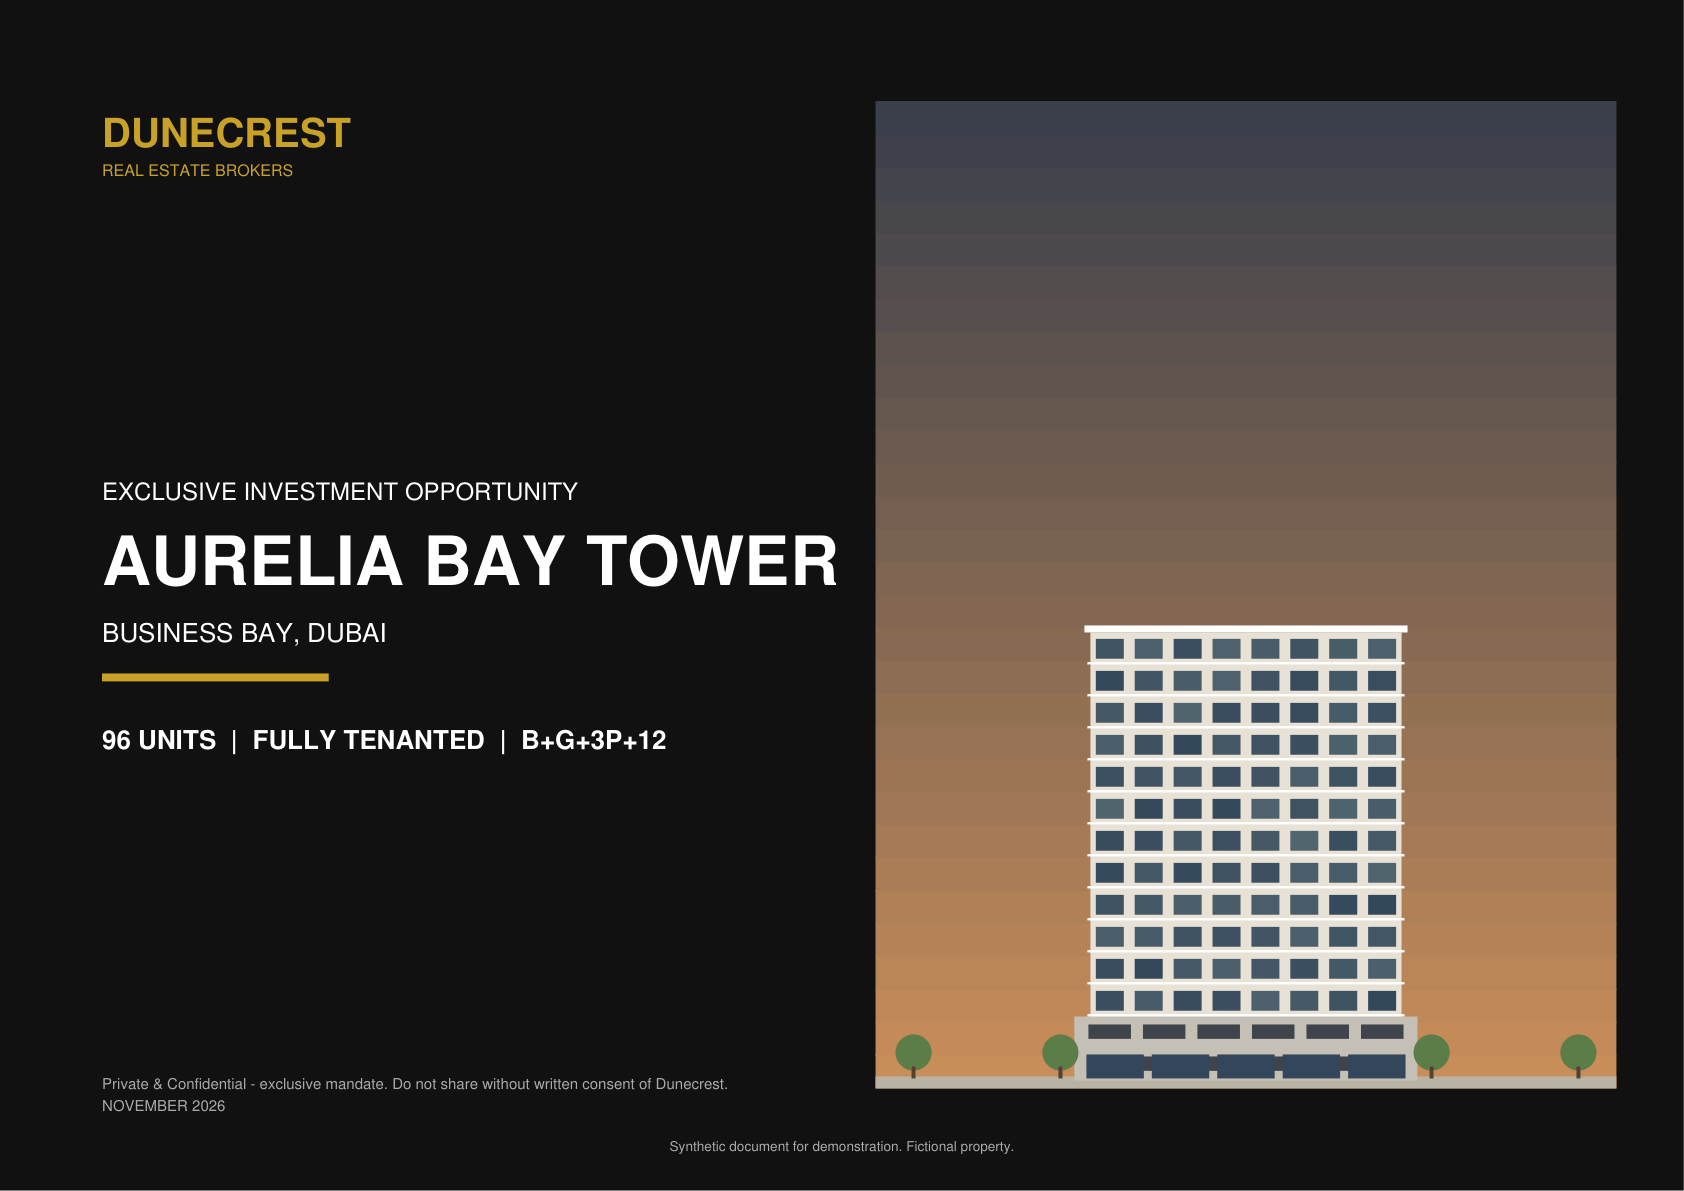 DUNECREST
REAL ESTATE BROKERS
EXCLUSIVE INVESTMENT OPPORTUNITY
AURELIA BAY TOWER
BUSINESS BAY, DUBAI
96 UNITS | FULLY TENANTED | B+G+3P+12
Private & Confidential - exclusive mandate. Do not share without written consent of Dunecrest.
NOVEMBER 2026
Synthetic document for demonstration. Fictional property.